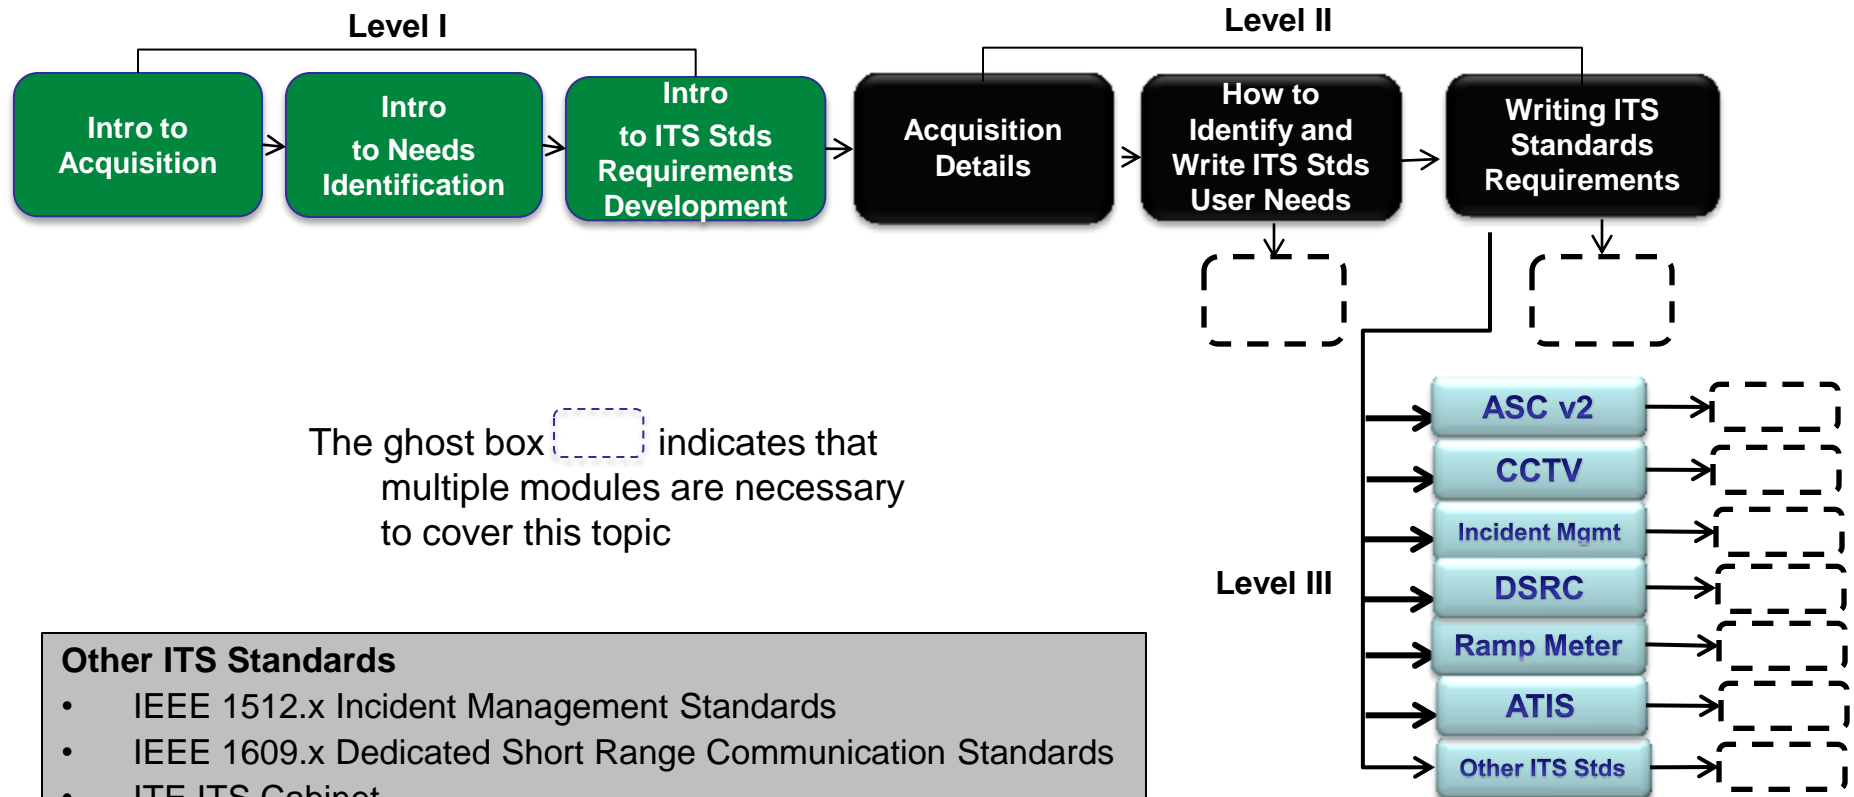 Level I
Level II
Intro to
Acquisition
Intro
to Needs
Identification
Intro
to ITS Stds
Requirements
Development
Acquisition
Details
How to
Identify and
Write ITS Stds
User Needs
Writing ITS
Standards
Requirements
The ghost box indicates that
multiple modules are necessary
to cover this topic
Level III
ASC v2
CCTV
Incident Mgmt
DSRC
Ramp Meter
ATIS
Other ITS Stds
Other ITS Standards
• IEEE 1512.x Incident Management Standards
• IEEE 1609.x Dedicated Short Range Communication Standards
• ITE ITS Cabinet